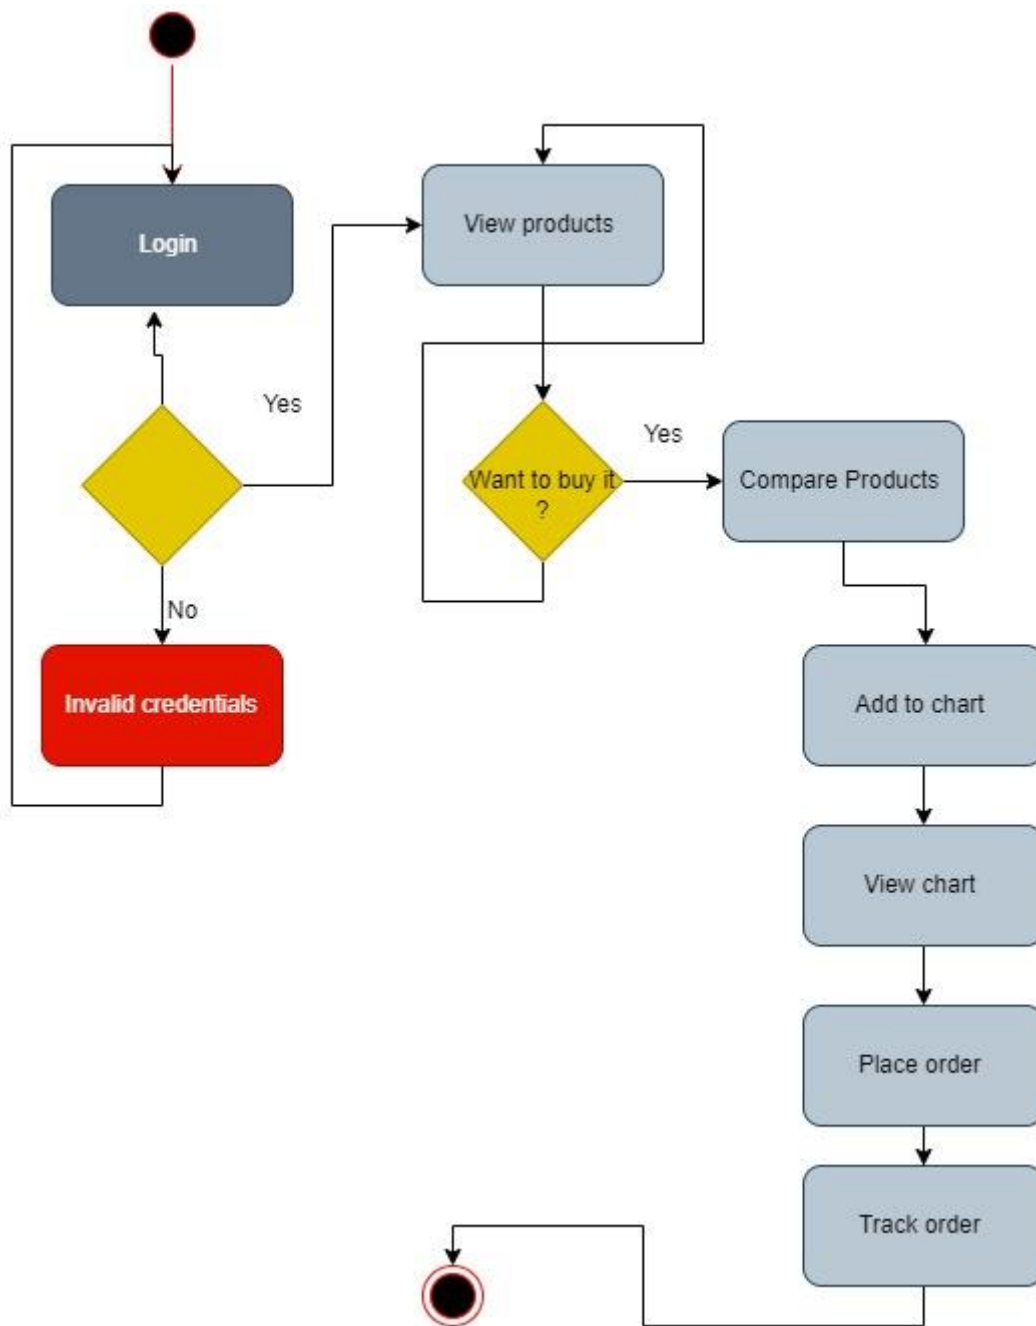 Login
View products
Yes
Yes
Want to buy it
?
Compare Products
No
Invalid credentials
Add to chart
View chart
Place order
Track order